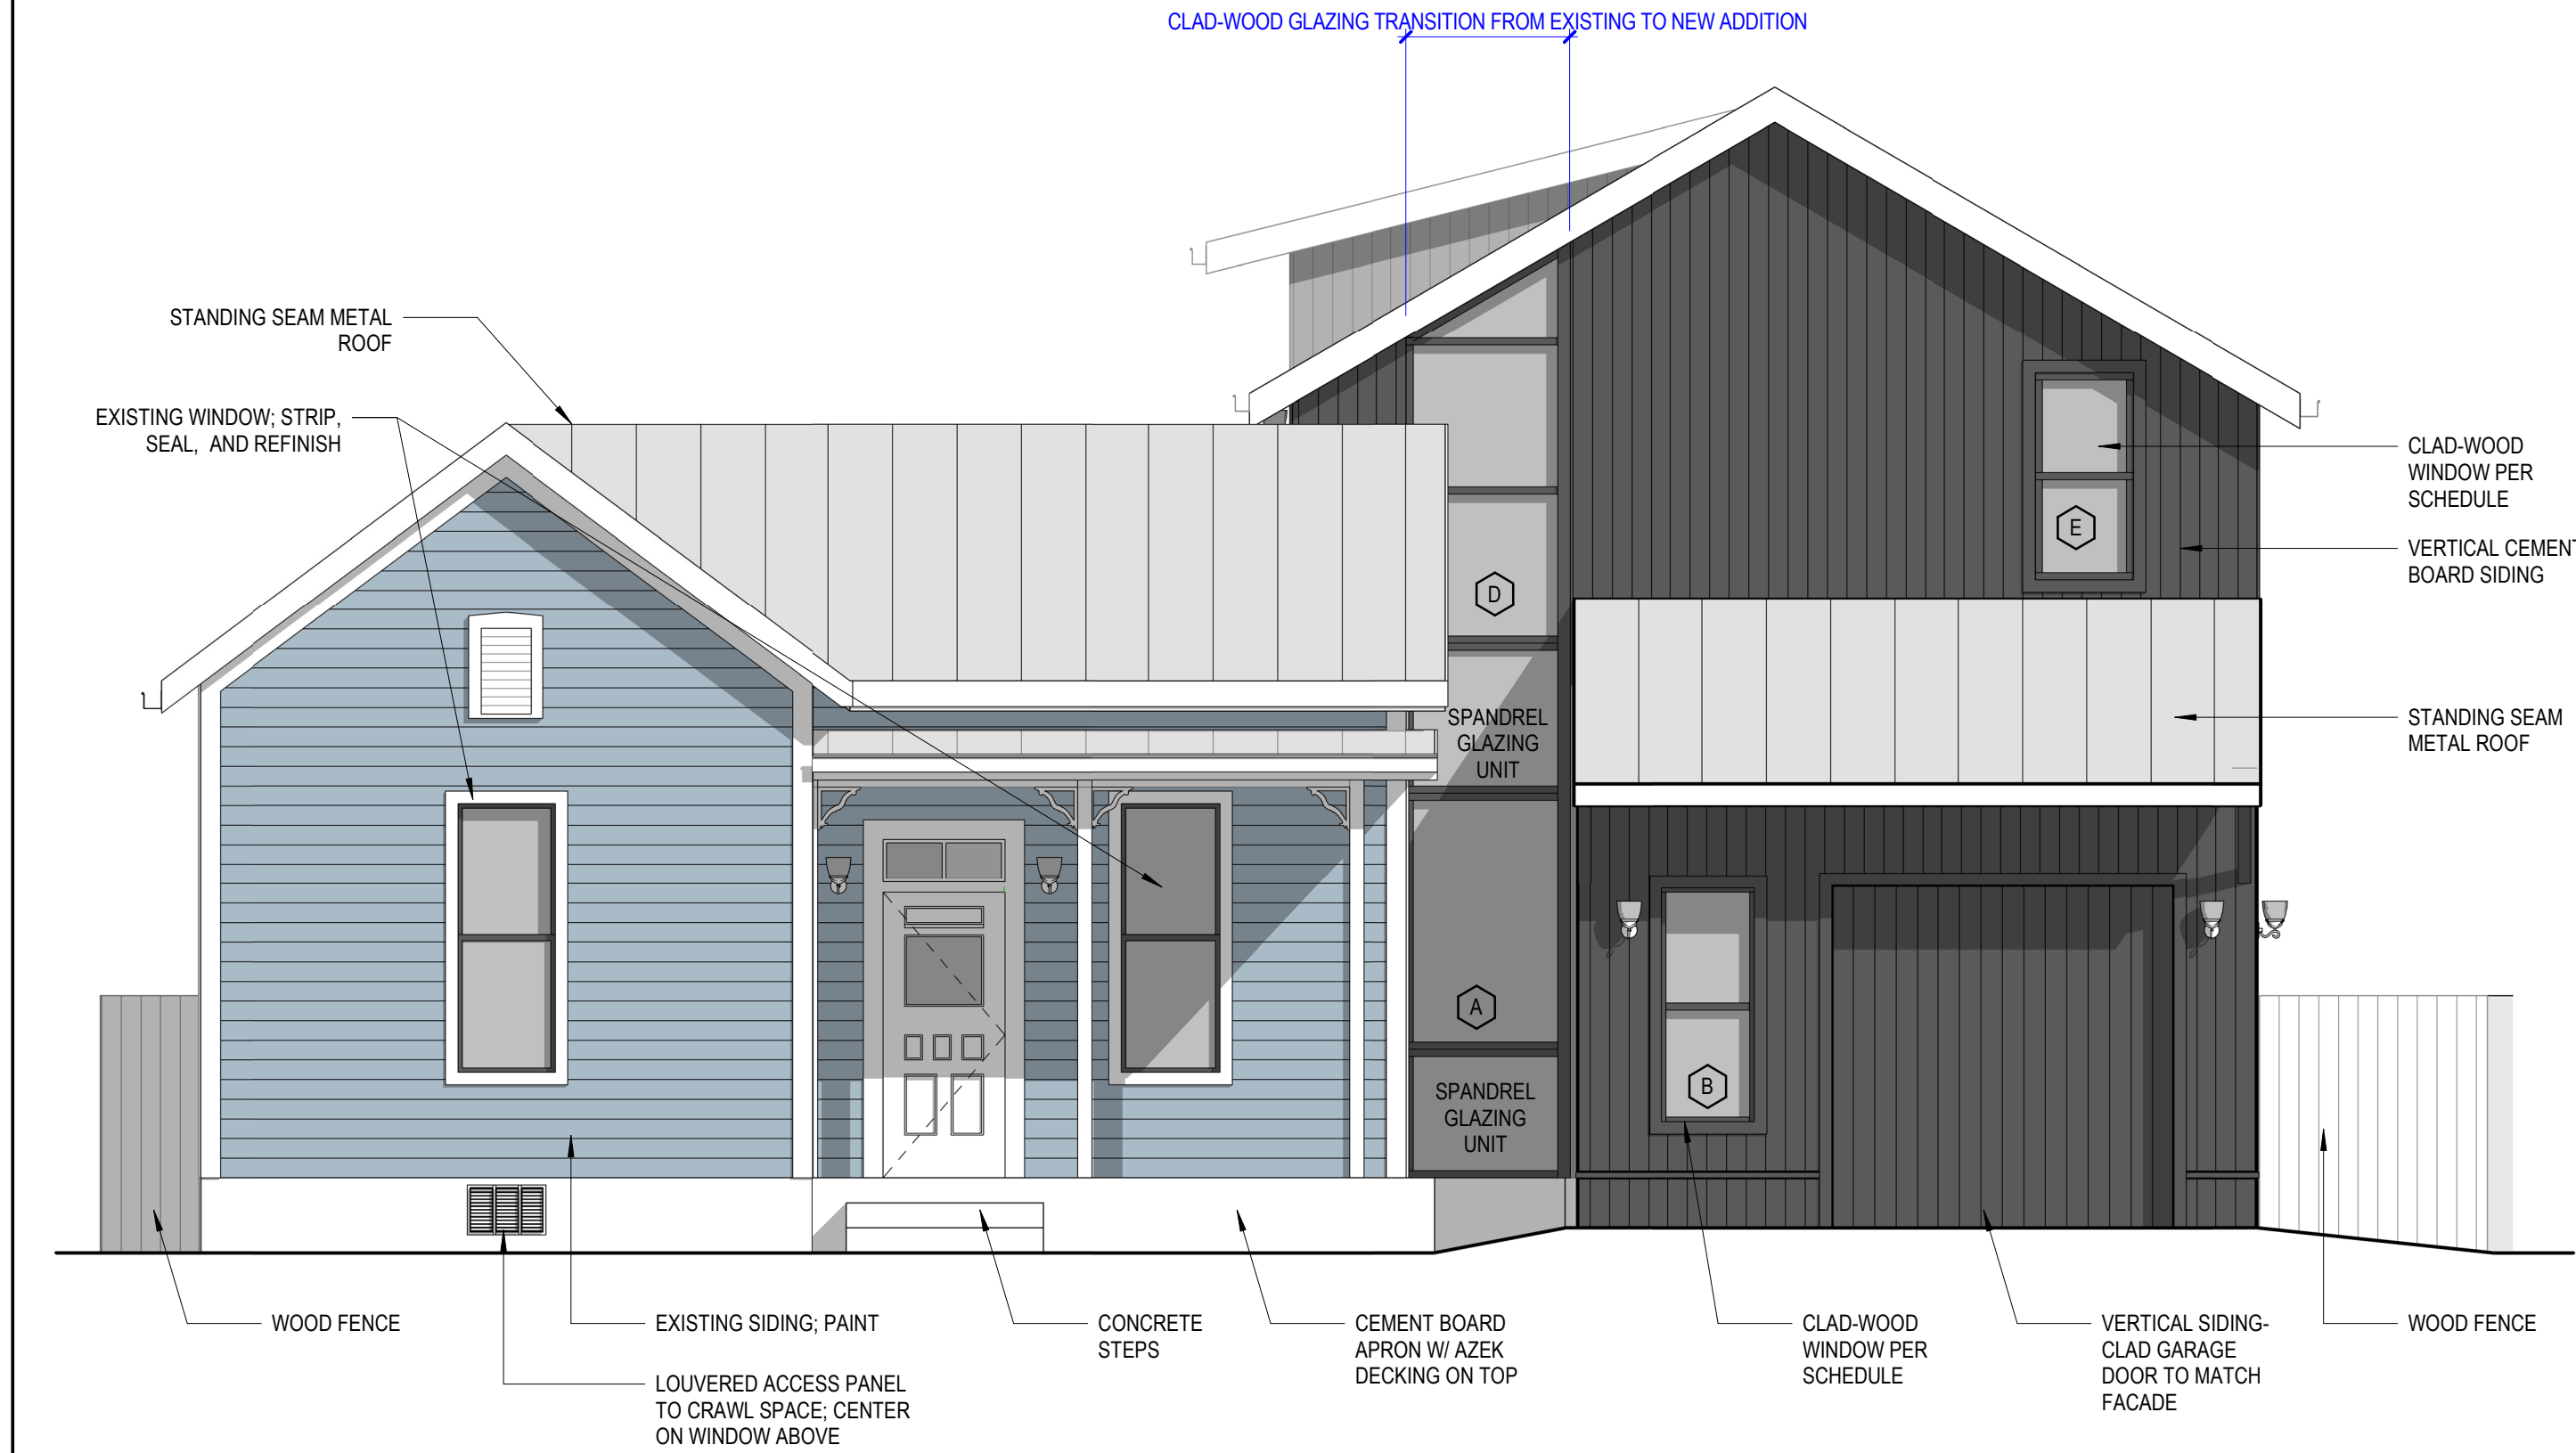 CLAD-WOOD GLAZING TRANSITION FROM EXISTING TO NEW ADDITION
STANDING SEAM METAL
ROOF
EXISTING WINDOW; STRIP,
SEAL, AND REFINISH
CLAD-WOOD
WINDOW PER
SCHEDULE
E
VERTICAL CEMENT
BOARD SIDING
D
STANDING SEAM
METAL ROOF
SPANDREL
GLAZING
UNIT
A
B
SPANDREL
GLAZING
UNIT
WOOD FENCE
EXISTING SIDING; PAINT
LOUVERED ACCESS PANEL
TO CRAWL SPACE; CENTER
ON WINDOW ABOVE
CONCRETE
STEPS
CEMENT BOARD
APRON W/ AZEK
DECKING ON TOP
CLAD-WOOD
WINDOW PER
SCHEDULE
VERTICAL SIDING-
CLAD GARAGE
DOOR TO MATCH
FACADE
WOOD FENCE